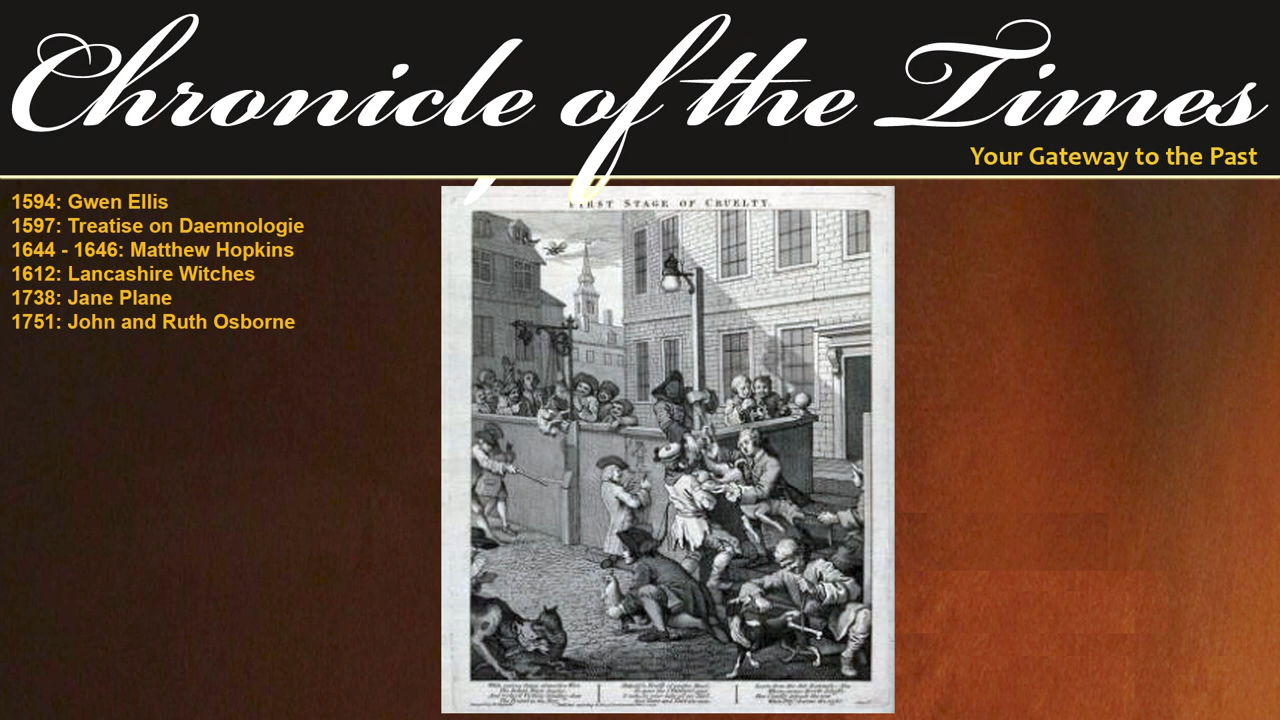 Chronicle of the Times
Your Gateway to the Past
1594: Gwen Ellis
1597: Treatise on Daemnologie
1644 - 1646: Matthew Hopkins
1612: Lancashire Witches
1738: Jane Plane
1751: John and Ruth Osborne
FIRST STAGE OF CRUELTY.